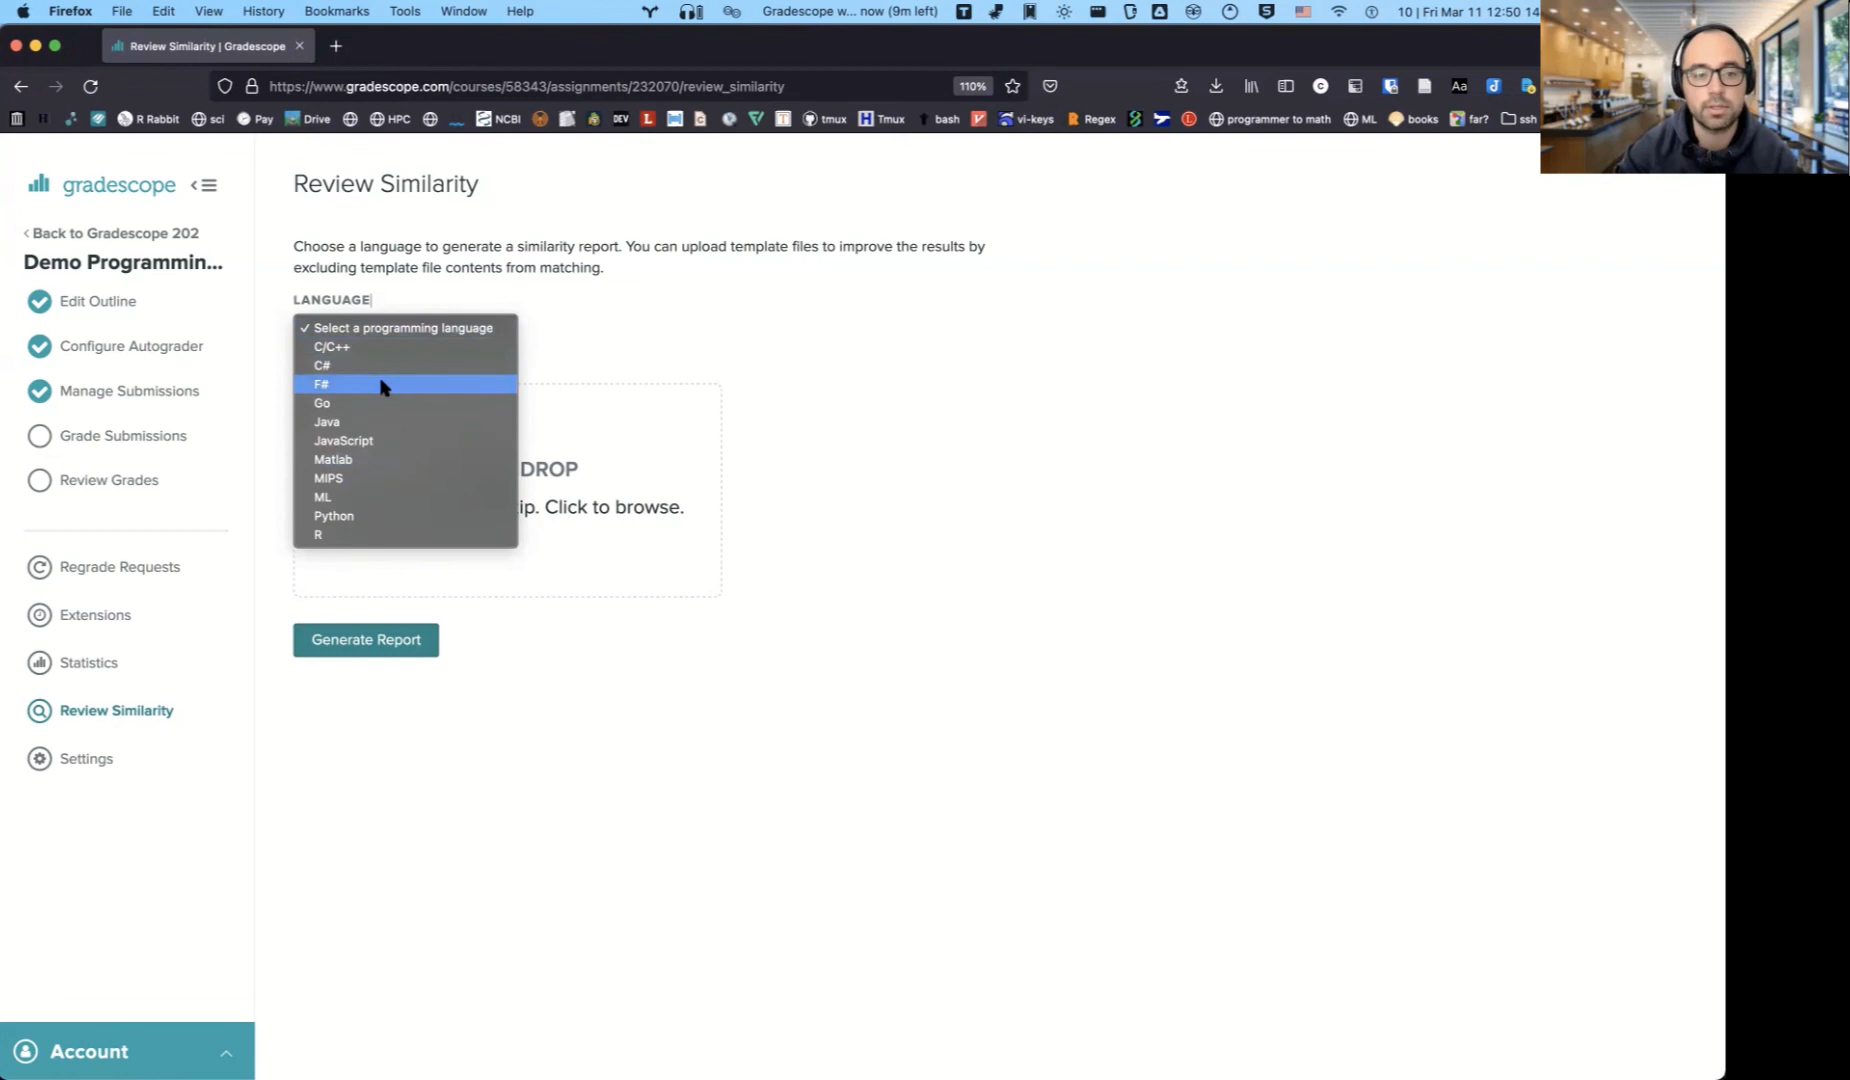 Firefox File Edit View History Bookmarks Tools Window Help Gradescope w... now (9m left) 10 | Fri Mar 11 12:50 14
Review Similarity | Gradescope
https://www.gradescope.com/courses/58343/assignments/232070/review_similarity 110% Aa
R Rabbit sci Pay Drive HPC NCBI DEV tmux Tmux bash vi-keys Regex programmer to math ML books far? ssh
gradescope
Back to Gradescope 202
Demo Programmin...
Edit Outline
Configure Autograder
Manage Submissions
Grade Submissions
Review Grades
Regrade Requests
Extensions
Statistics
Review Similarity
Settings
Account
Review Similarity
Choose a language to generate a similarity report. You can upload template files to improve the results by
excluding template file contents from matching.
LANGUAGE
✓ Select a programming language
C/C++
C#
F#
Go
Java
JavaScript
Matlab
MIPS
ML
Python
R
DROP
ip. Click to browse.
Generate Report